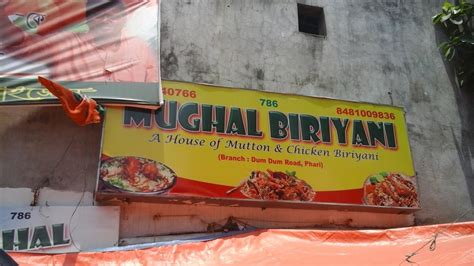 40766
786
8481009836
MUGHAL BIRIYANI
A House of Mutton & Chicken Biriyani
(Branch : Dum Dum Road, Phari)
786
HAL